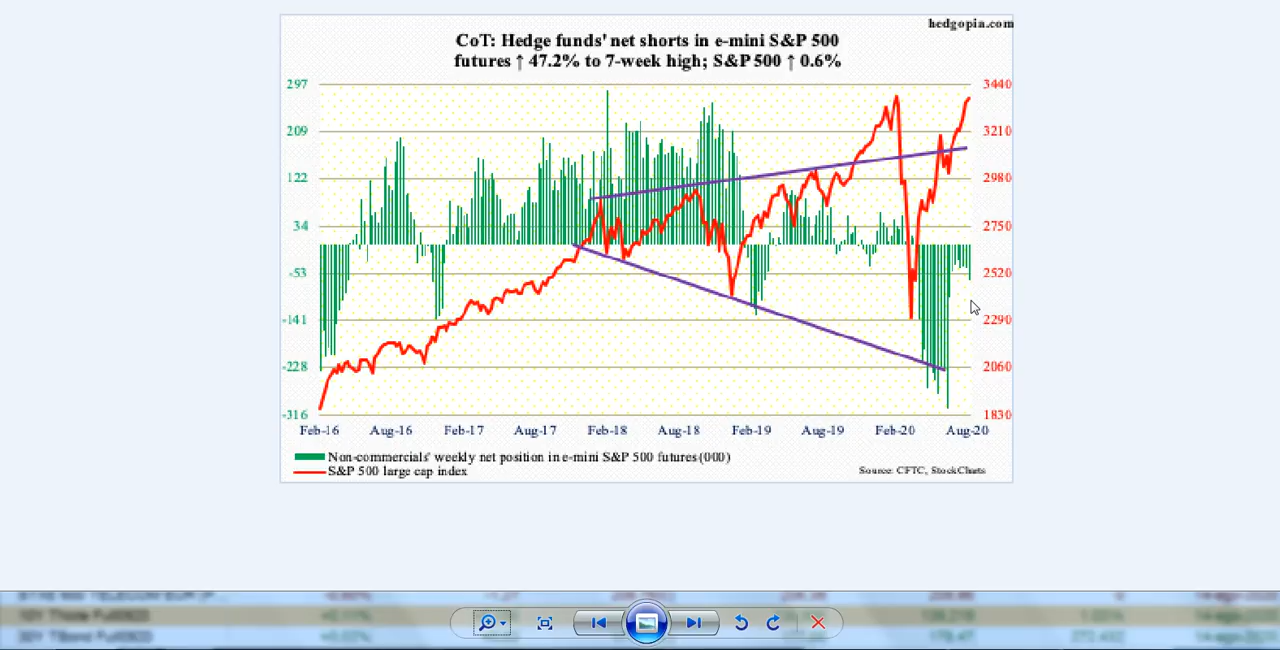 hedgopia.com
CoT: Hedge funds' net shorts in e-mini S&P 500
futures ↑ 47.2% to 7-week high; S&P 500 ↑ 0.6%
297 3440
209 3210
122 2980
34 2750
-53 2520
-141 2290
-228 2060
-316 1830
Feb-16 Aug-16 Feb-17 Aug-17 Feb-18 Aug-18 Feb-19 Aug-19 Feb-20 Aug-20
Non-commercials' weekly net position in e-mini S&P 500 futures (000)
S&P 500 large cap index
Source: CFTC, StockCharts